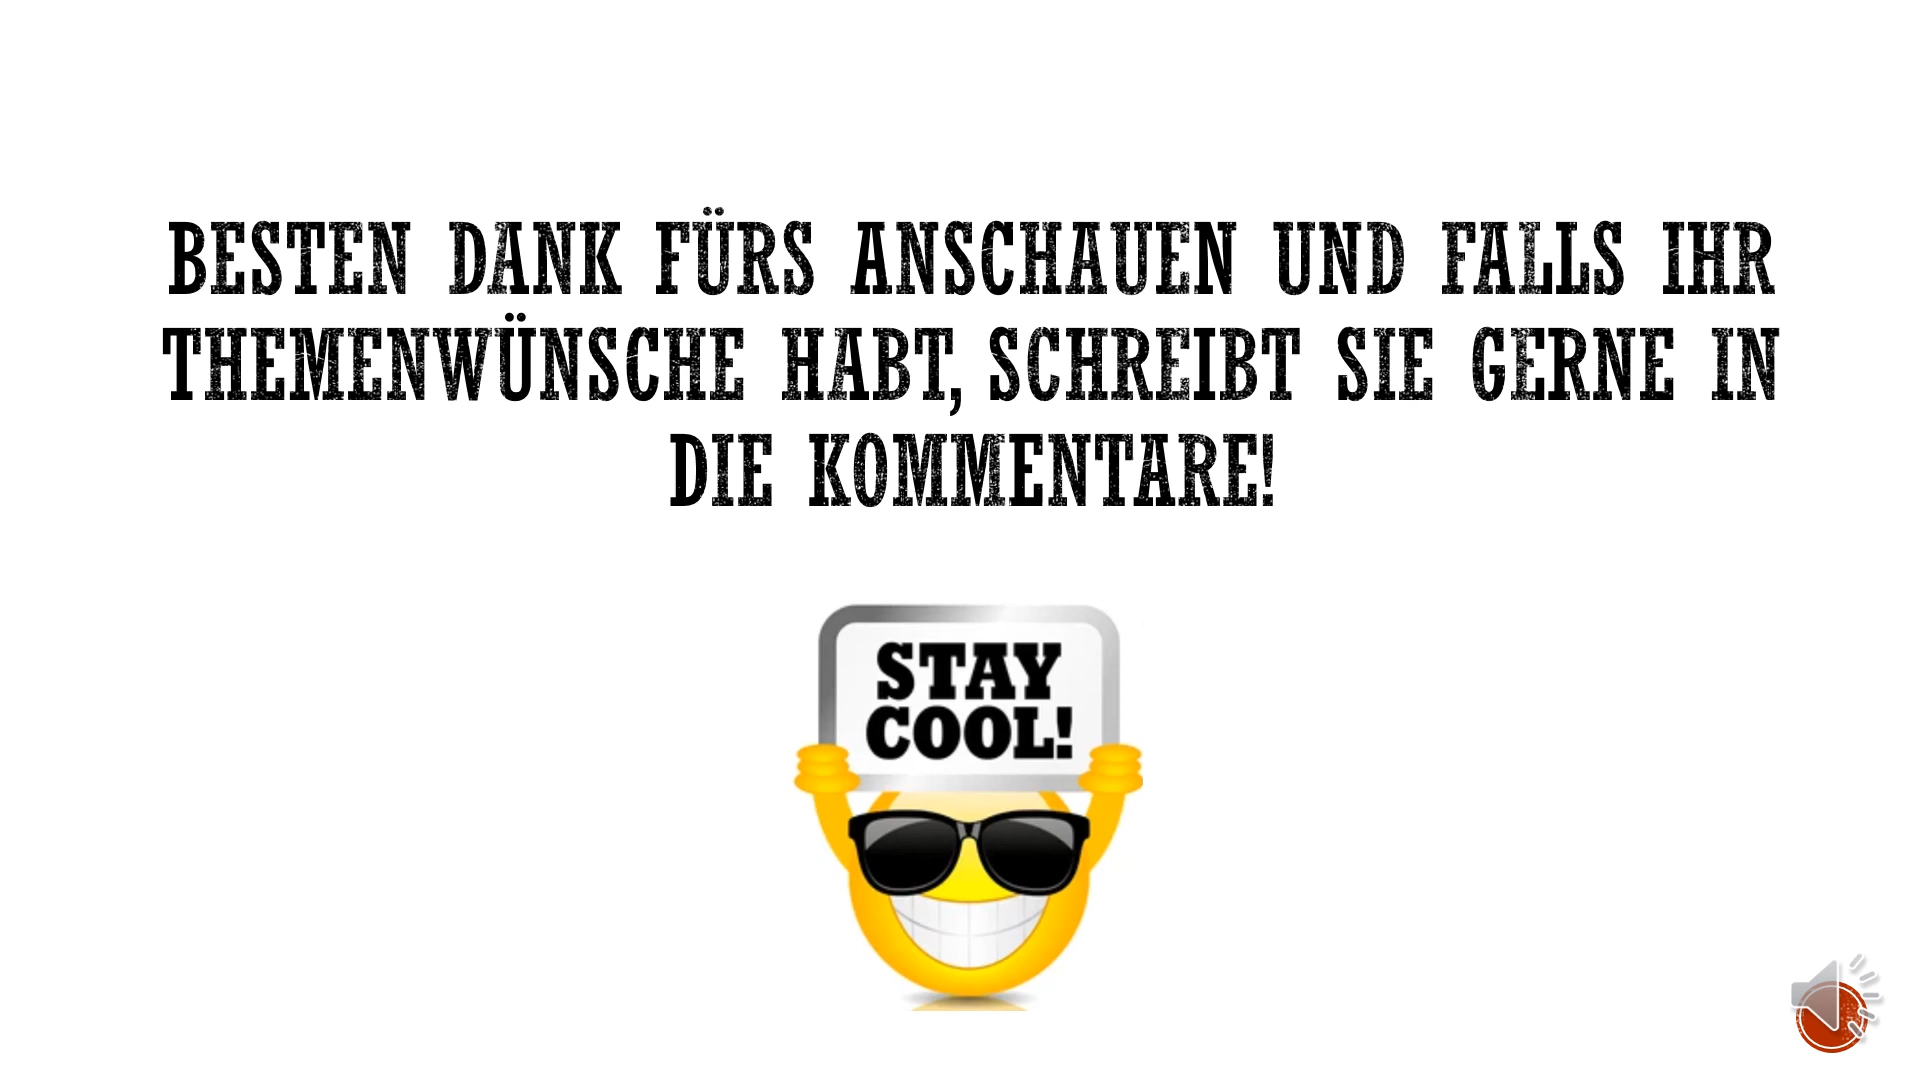 BESTEN DANK FÜRS ANSCHAUEN UND FALLS IHR
THEMENWÜNSCHE HABT, SCHREIBT SIE GERNE IN
DIE KOMMENTARE!
STAY
COOL!